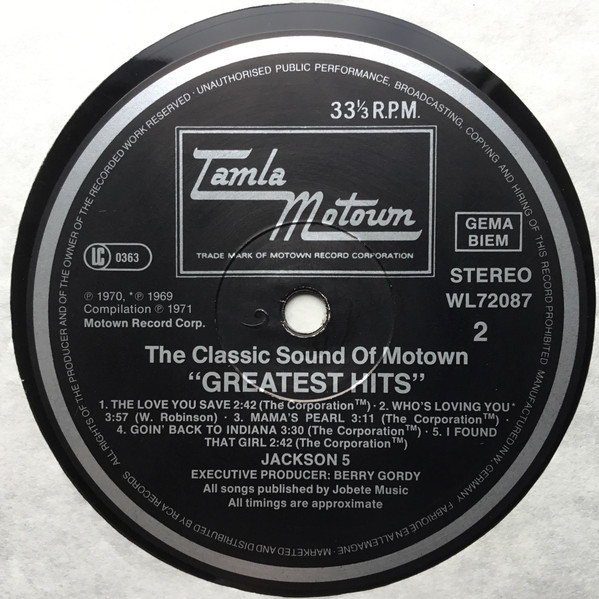 33⅓ R.P.M.
Tamla
Motown
TRADE MARK OF MOTOWN RECORD CORPORATION
LC 0363
GEMA
BIEM
STEREO
WL72087
2
℗ 1970, *℗ 1969
Compilation ℗ 1971
Motown Record Corp.
The Classic Sound Of Motown
“GREATEST HITS”
1. THE LOVE YOU SAVE 2:42 (The Corporation™) · 2. WHO'S LOVING YOU*
3:57 (W. Robinson) · 3. MAMA'S PEARL 3:11 (The Corporation™) ·
4. GOIN' BACK TO INDIANA 3:30 (The Corporation™) · 5. I FOUND
THAT GIRL 2:42 (The Corporation™)
JACKSON 5
EXECUTIVE PRODUCER: BERRY GORDY
All songs published by Jobete Music
All timings are approximate
ALL RIGHTS OF THE PRODUCER AND OF THE OWNER OF THE RECORDED WORK RESERVED · UNAUTHORISED PUBLIC PERFORMANCE, BROADCASTING, COPYING AND HIRING OF THIS RECORD PROHIBITED
MANUFACTURED IN W. GERMANY FABRIQUE EN ALLEMAGNE · MARKETED AND DISTRIBUTED BY RCA RECORDS.